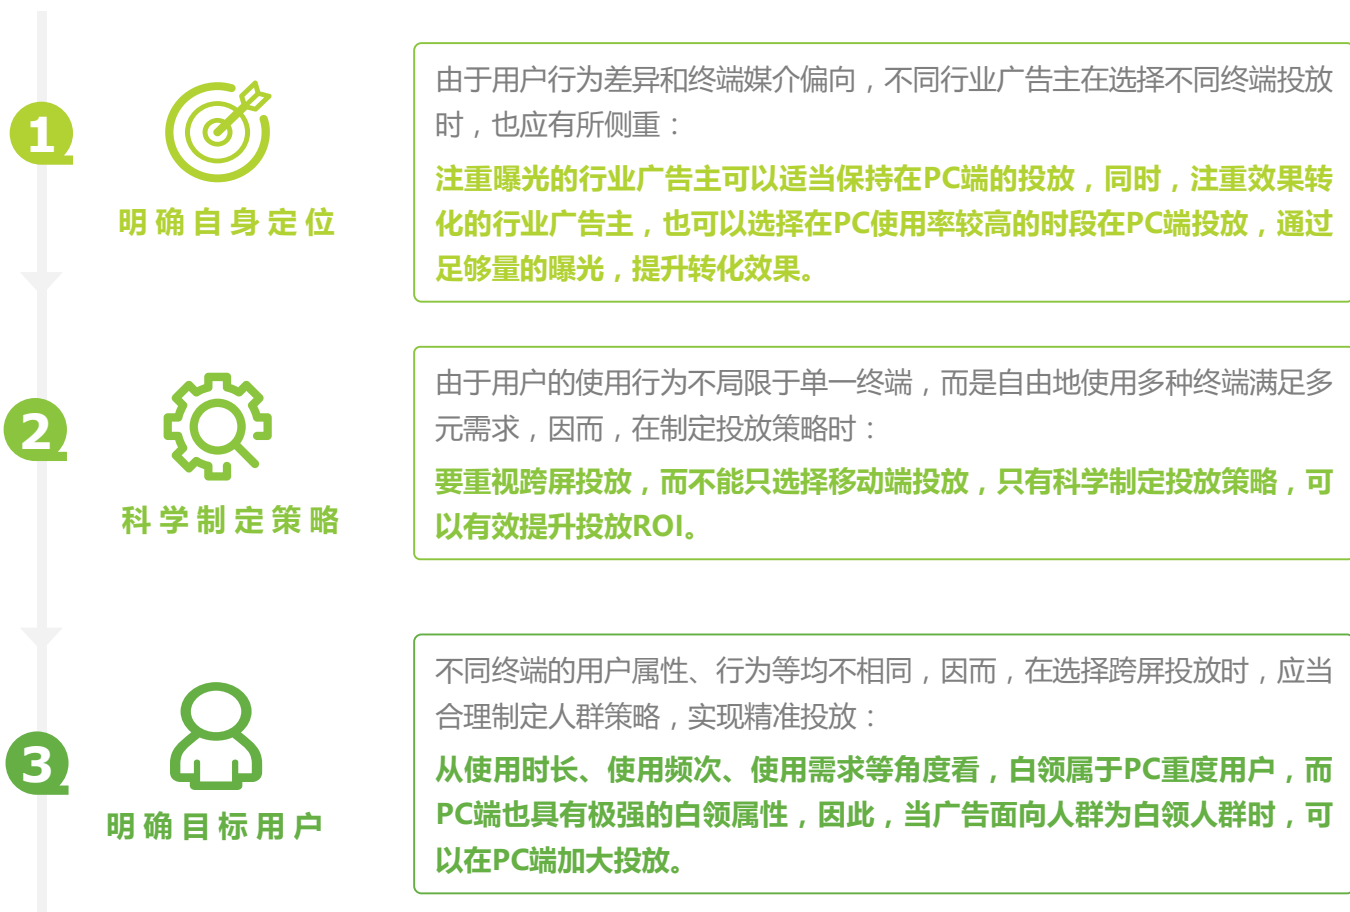 1
明确自身定位
由于用户行为差异和终端媒介偏向，不同行业广告主在选择不同终端投放
时，也应有所侧重：
注重曝光的行业广告主可以适当保持在PC端的投放，同时，注重效果转
化的行业广告主，也可以选择在PC使用率较高的时段在PC端投放，通过
足够量的曝光，提升转化效果。
2
科学制定策略
由于用户的使用行为不局限于单一终端，而是自由地使用多种终端满足多
元需求，因而，在制定投放策略时：
要重视跨屏投放，而不能只选择移动端投放，只有科学制定投放策略，可
以有效提升投放ROI。
3
明确目标用户
不同终端的用户属性、行为等均不相同，因而，在选择跨屏投放时，应当
合理制定人群策略，实现精准投放：
从使用时长、使用频次、使用需求等角度看，白领属于PC重度用户，而
PC端也具有极强的白领属性，因此，当广告面向人群为白领人群时，可
以在PC端加大投放。